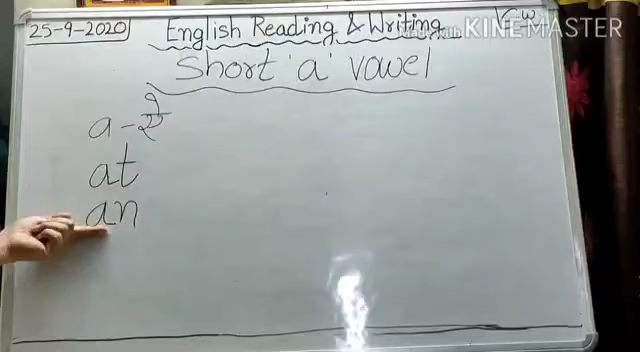 25-9-2020
English Reading & Writing
KINEMASTER
Short 'a' vowel
a -
at
an